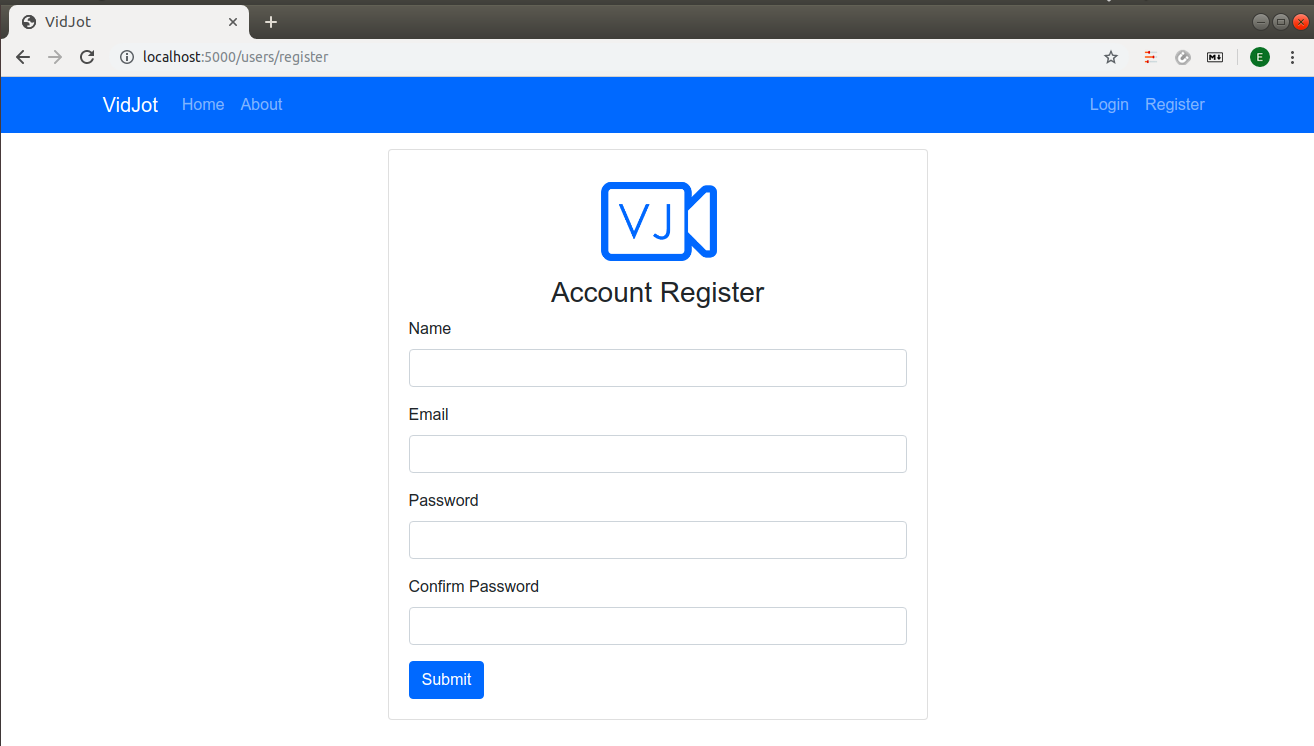 VidJot
localhost:5000/users/register
E
VidJot Home About Login Register
VJ
Account Register
Name
Email
Password
Confirm Password
Submit